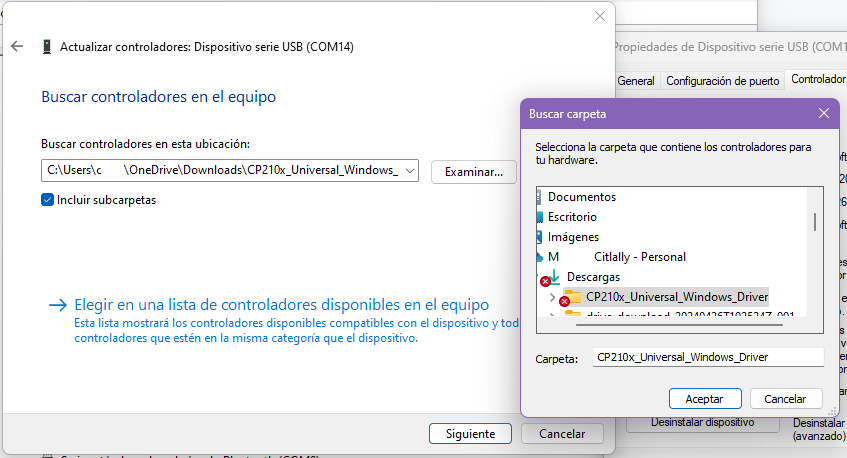 Actualizar controladores: Dispositivo serie USB (COM14)
Buscar controladores en el equipo
Buscar controladores en esta ubicación:
C:\Users\c \OneDrive\Downloads\CP210x_Universal_Windows_
Examinar...
Incluir subcarpetas
Elegir en una lista de controladores disponibles en el equipo
Esta lista mostrará los controladores disponibles compatibles con el dispositivo y tod
controladores que estén en la misma categoría que el dispositivo.
Siguiente
Cancelar
Propiedades de Dispositivo serie USB (COM1
General
Configuración de puerto
Controlador
Buscar carpeta
Selecciona la carpeta que contiene los controladores para
tu hardware.
Documentos
Escritorio
Imágenes
M Citlally - Personal
Descargas
CP210x_Universal_Windows_Driver
Carpeta:
CP210x_Universal_Windows_Driver
Aceptar
Cancelar
Desinstalar dispositivo
Desinstalar
(avanzado)